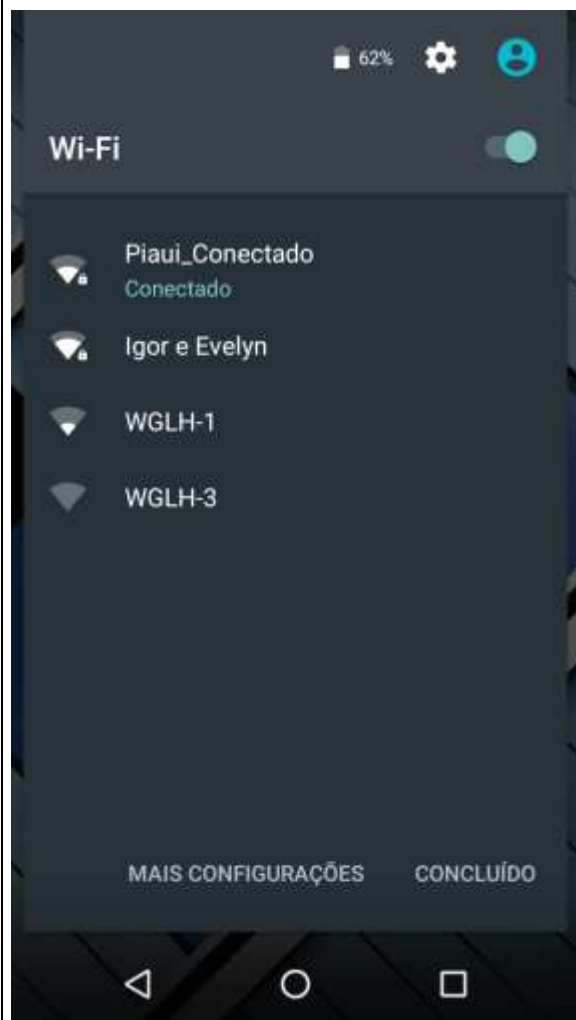 62%
Wi-Fi
Piaui_Conectado
Conectado
Igor e Evelyn
WGLH-1
WGLH-3
MAIS CONFIGURAÇÕES CONCLUÍDO